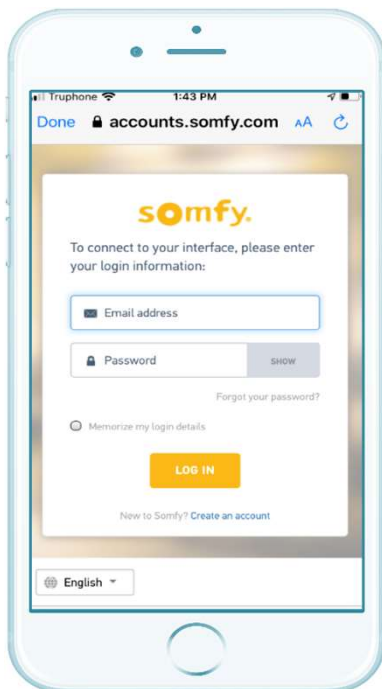 Truphone 1:43 PM
Done accounts.somfy.com AA
somfy.
To connect to your interface, please enter
your login information:
Email address
Password SHOW
Forgot your password?
Memorize my login details
LOG IN
New to Somfy? Create an account
English